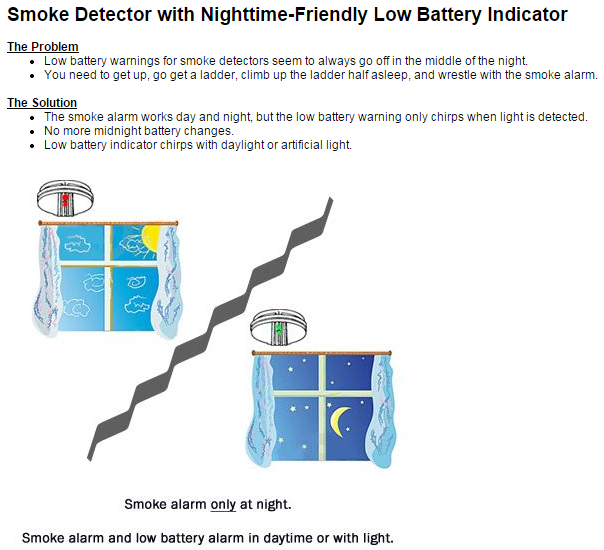 Smoke Detector with Nighttime-Friendly Low Battery Indicator
The Problem
• Low battery warnings for smoke detectors seem to always go off in the middle of the night.
• You need to get up, go get a ladder, climb up the ladder half asleep, and wrestle with the smoke alarm.
The Solution
• The smoke alarm works day and night, but the low battery warning only chirps when light is detected.
• No more midnight battery changes.
• Low battery indicator chirps with daylight or artificial light.
Smoke alarm only at night.
Smoke alarm and low battery alarm in daytime or with light.